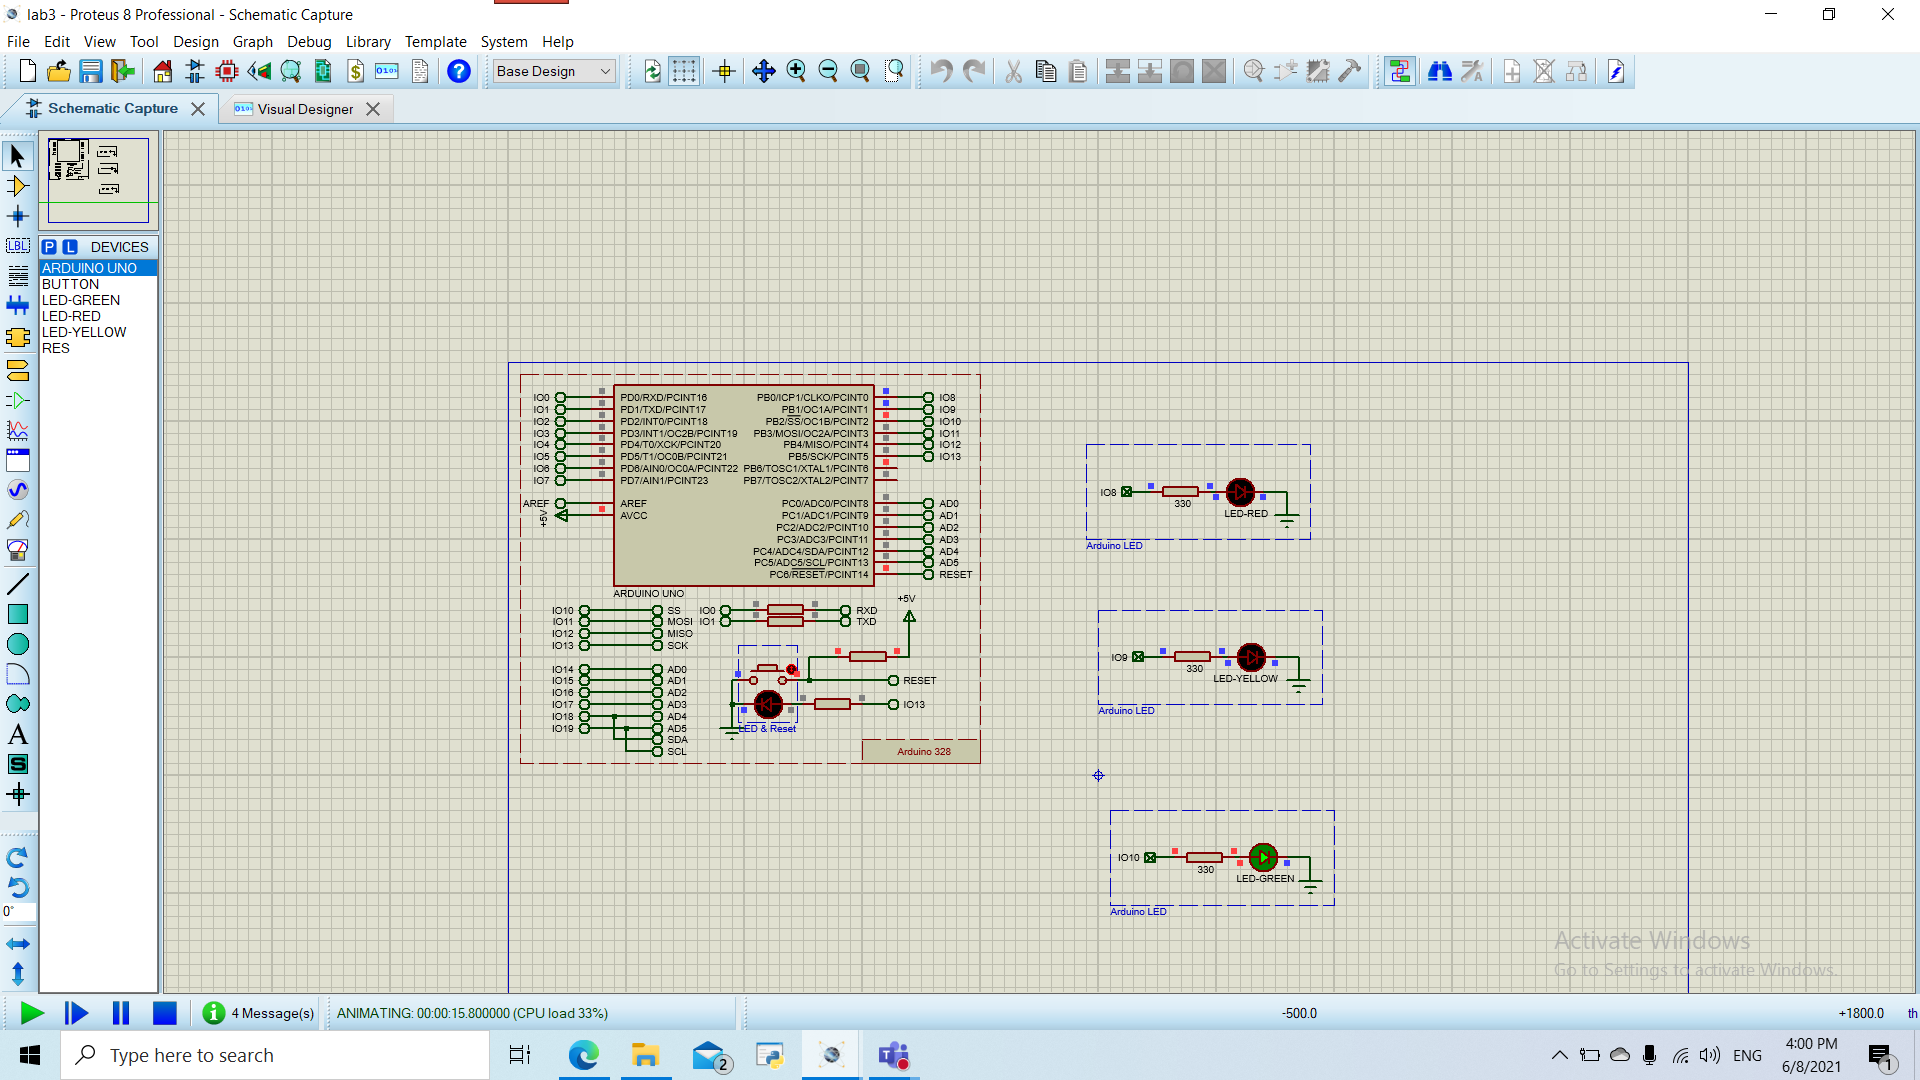 lab3 - Proteus 8 Professional - Schematic Capture
File Edit View Tool Design Graph Debug Library Template System Help
Base Design
Schematic Capture
Visual Designer
P L DEVICES
ARDUINO UNO
BUTTON
LED-GREEN
LED-RED
LED-YELLOW
RES
LBL
A
S
0°
IO0 PD0/RXD/PCINT16 PB0/ICP1/CLKO/PCINT0 IO8
IO1 PD1/TXD/PCINT17 PB1/OC1A/PCINT1 IO9
IO2 PD2/INT0/PCINT18 PB2/SS/OC1B/PCINT2 IO10
IO3 PD3/INT1/OC2B/PCINT19 PB3/MOSI/OC2A/PCINT3 IO11
IO4 PD4/T0/XCK/PCINT20 PB4/MISO/PCINT4 IO12
IO5 PD5/T1/OC0B/PCINT21 PB5/SCK/PCINT5 IO13
IO6 PD6/AIN0/OC0A/PCINT22 PB6/TOSC1/XTAL1/PCINT6
IO7 PD7/AIN1/PCINT23 PB7/TOSC2/XTAL2/PCINT7
AREF AREF PC0/ADC0/PCINT8 AD0
+5V AVCC PC1/ADC1/PCINT9 AD1
PC2/ADC2/PCINT10 AD2
PC3/ADC3/PCINT11 AD3
PC4/ADC4/SDA/PCINT12 AD4
PC5/ADC5/SCL/PCINT13 AD5
PC6/RESET/PCINT14 RESET
ARDUINO UNO
+5V
IO10 SS IO0 RXD
IO11 MOSI IO1 TXD
IO12 MISO
IO13 SCK
IO14 AD0
IO15 AD1 RESET
IO16 AD2
IO17 AD3 IO13
IO18 AD4
IO19 AD5 LED & Reset
SDA
SCL
Arduino 328
IO8
330
LED-RED
Arduino LED
IO9
330
LED-YELLOW
Arduino LED
IO10
330
LED-GREEN
Arduino LED
Activate Windows
Go to Settings to activate Windows.
4 Message(s)
ANIMATING: 00:00:15.800000 (CPU load 33%)
-500.0
+1800.0
th
Type here to search
2
ENG
4:00 PM
6/8/2021
1